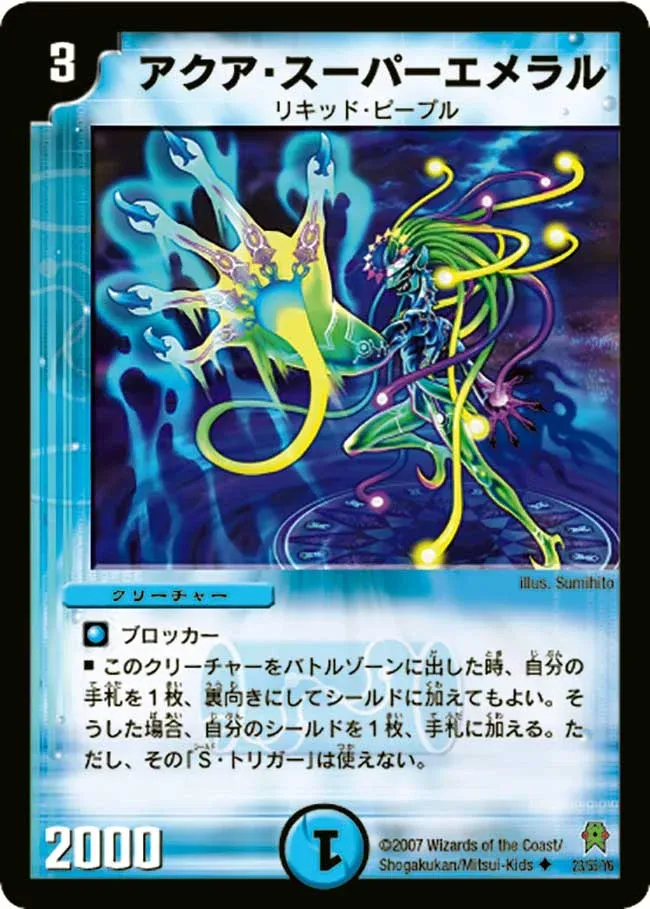 3
アクア・スーパーエメラル
リキッド・ピープル
illus. Sumihito
クリーチャー
ブロッカー
■ このクリーチャーをバトルゾーンに出した時、自分の
手札を1枚、裏向きにしてシールドに加えてもよい。そ
うした場合、自分のシールドを1枚、手札に加える。た
だし、その「S・トリガー」は使えない。
2000
1
©2007 Wizards of the Coast/
Shogakukan/Mitsui-Kids ♦
23/55 Y6